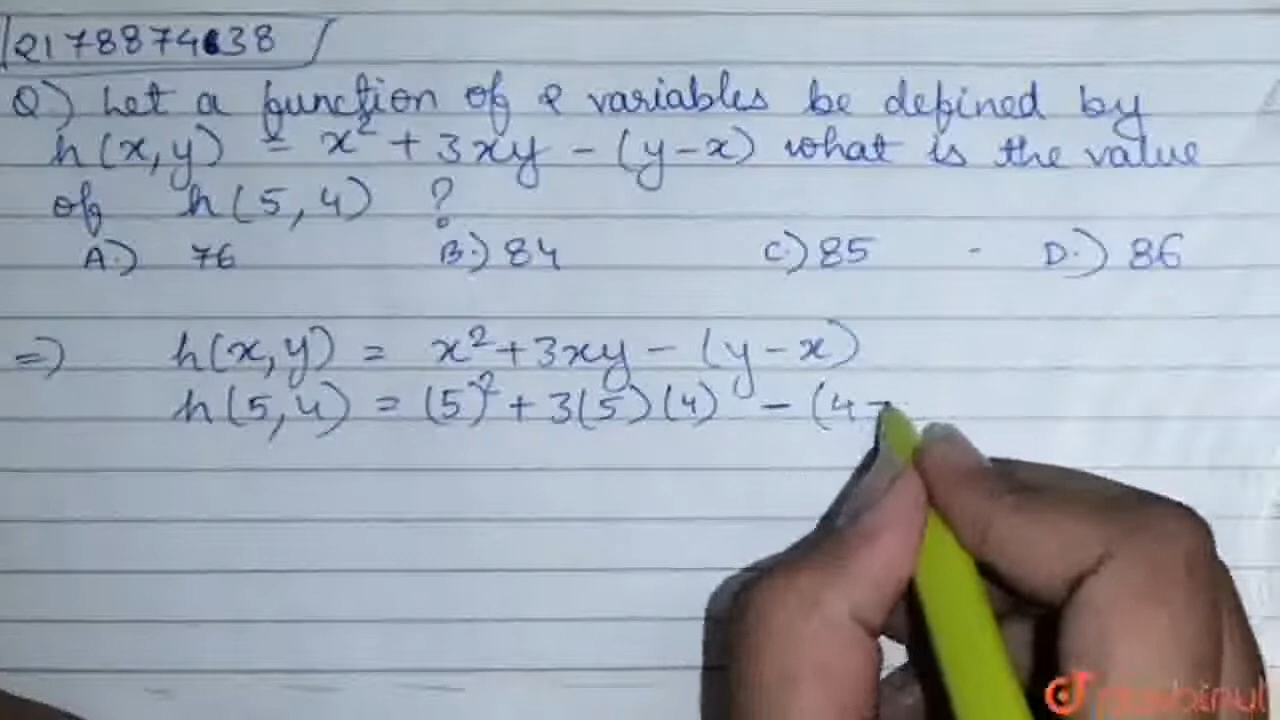 217887438
Q) Let a function of 2 variables be defined by
h(x,y) = x² + 3xy - (y-x) what is the value
of h(5,4) ?
A.) 76 B.) 84 C.) 85 D.) 86
=) h(x,y) = x² + 3xy - (y-x)
h(5,4) = (5)² + 3(5)(4) - (4-